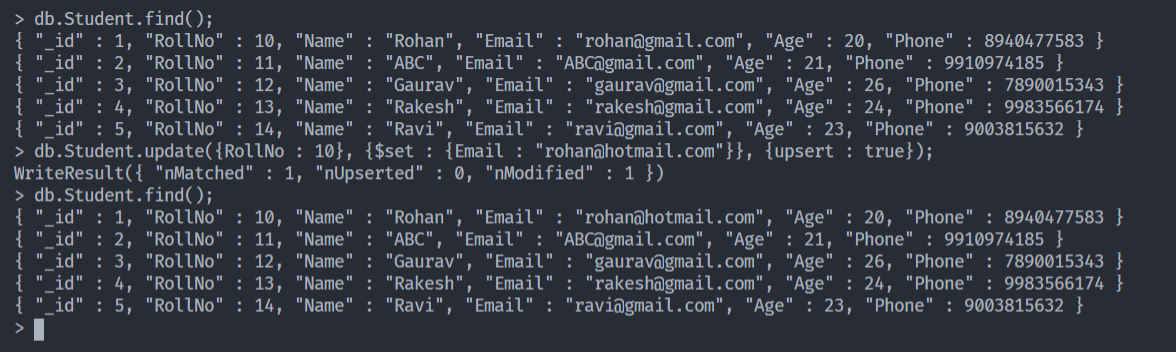 > db.Student.find();
{ "_id" : 1, "RollNo" : 10, "Name" : "Rohan", "Email" : "rohan@gmail.com", "Age" : 20, "Phone" : 8940477583 }
{ "_id" : 2, "RollNo" : 11, "Name" : "ABC", "Email" : "ABC@gmail.com", "Age" : 21, "Phone" : 9910974185 }
{ "_id" : 3, "RollNo" : 12, "Name" : "Gaurav", "Email" : "gaurav@gmail.com", "Age" : 26, "Phone" : 7890015343 }
{ "_id" : 4, "RollNo" : 13, "Name" : "Rakesh", "Email" : "rakesh@gmail.com", "Age" : 24, "Phone" : 9983566174 }
{ "_id" : 5, "RollNo" : 14, "Name" : "Ravi", "Email" : "ravi@gmail.com", "Age" : 23, "Phone" : 9003815632 }
> db.Student.update({RollNo : 10}, {$set : {Email : "rohan@hotmail.com"}}, {upsert : true});
WriteResult({ "nMatched" : 1, "nUpserted" : 0, "nModified" : 1 })
> db.Student.find();
{ "_id" : 1, "RollNo" : 10, "Name" : "Rohan", "Email" : "rohan@hotmail.com", "Age" : 20, "Phone" : 8940477583 }
{ "_id" : 2, "RollNo" : 11, "Name" : "ABC", "Email" : "ABC@gmail.com", "Age" : 21, "Phone" : 9910974185 }
{ "_id" : 3, "RollNo" : 12, "Name" : "Gaurav", "Email" : "gaurav@gmail.com", "Age" : 26, "Phone" : 7890015343 }
{ "_id" : 4, "RollNo" : 13, "Name" : "Rakesh", "Email" : "rakesh@gmail.com", "Age" : 24, "Phone" : 9983566174 }
{ "_id" : 5, "RollNo" : 14, "Name" : "Ravi", "Email" : "ravi@gmail.com", "Age" : 23, "Phone" : 9003815632 }
>